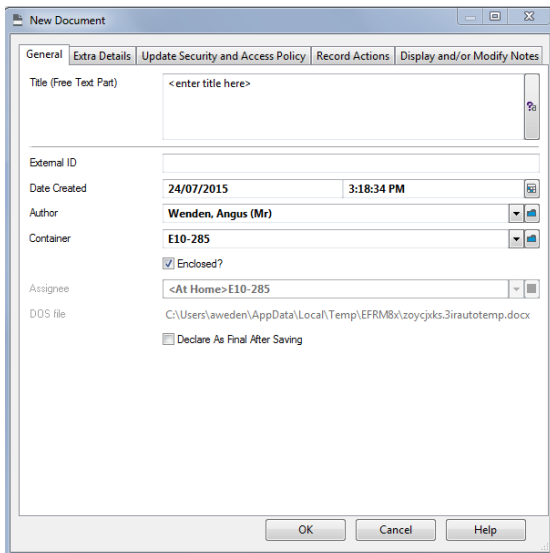 New Document
General Extra Details Update Security and Access Policy Record Actions Display and/or Modify Notes
Title (Free Text Part) <enter title here>
External ID
Date Created 24/07/2015 3:18:34 PM
Author Wenden, Angus (Mr)
Container E10-285
Enclosed?
Assignee <At Home>E10-285
DOS file C:\Users\aweden\AppData\Local\Temp\EFRM8x\zoycjxks.3irautotemp.docx
Declare As Final After Saving
OK Cancel Help